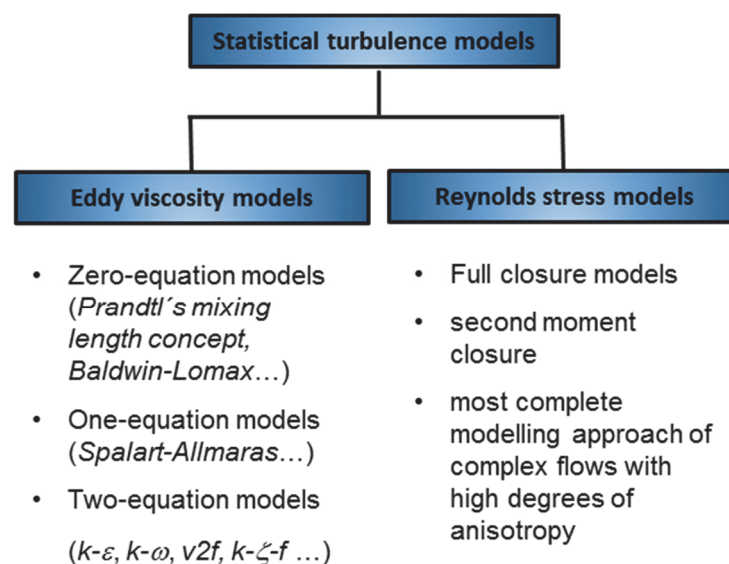 Statistical turbulence models
Eddy viscosity models
• Zero-equation models
(Prandtl´s mixing
length concept,
Baldwin-Lomax…)
• One-equation models
(Spalart-Allmaras…)
• Two-equation models
(k-ε, k-ω, v2f, k-ζ-f …)
Reynolds stress models
• Full closure models
• second moment
closure
• most complete
modelling approach of
complex flows with
high degrees of
anisotropy